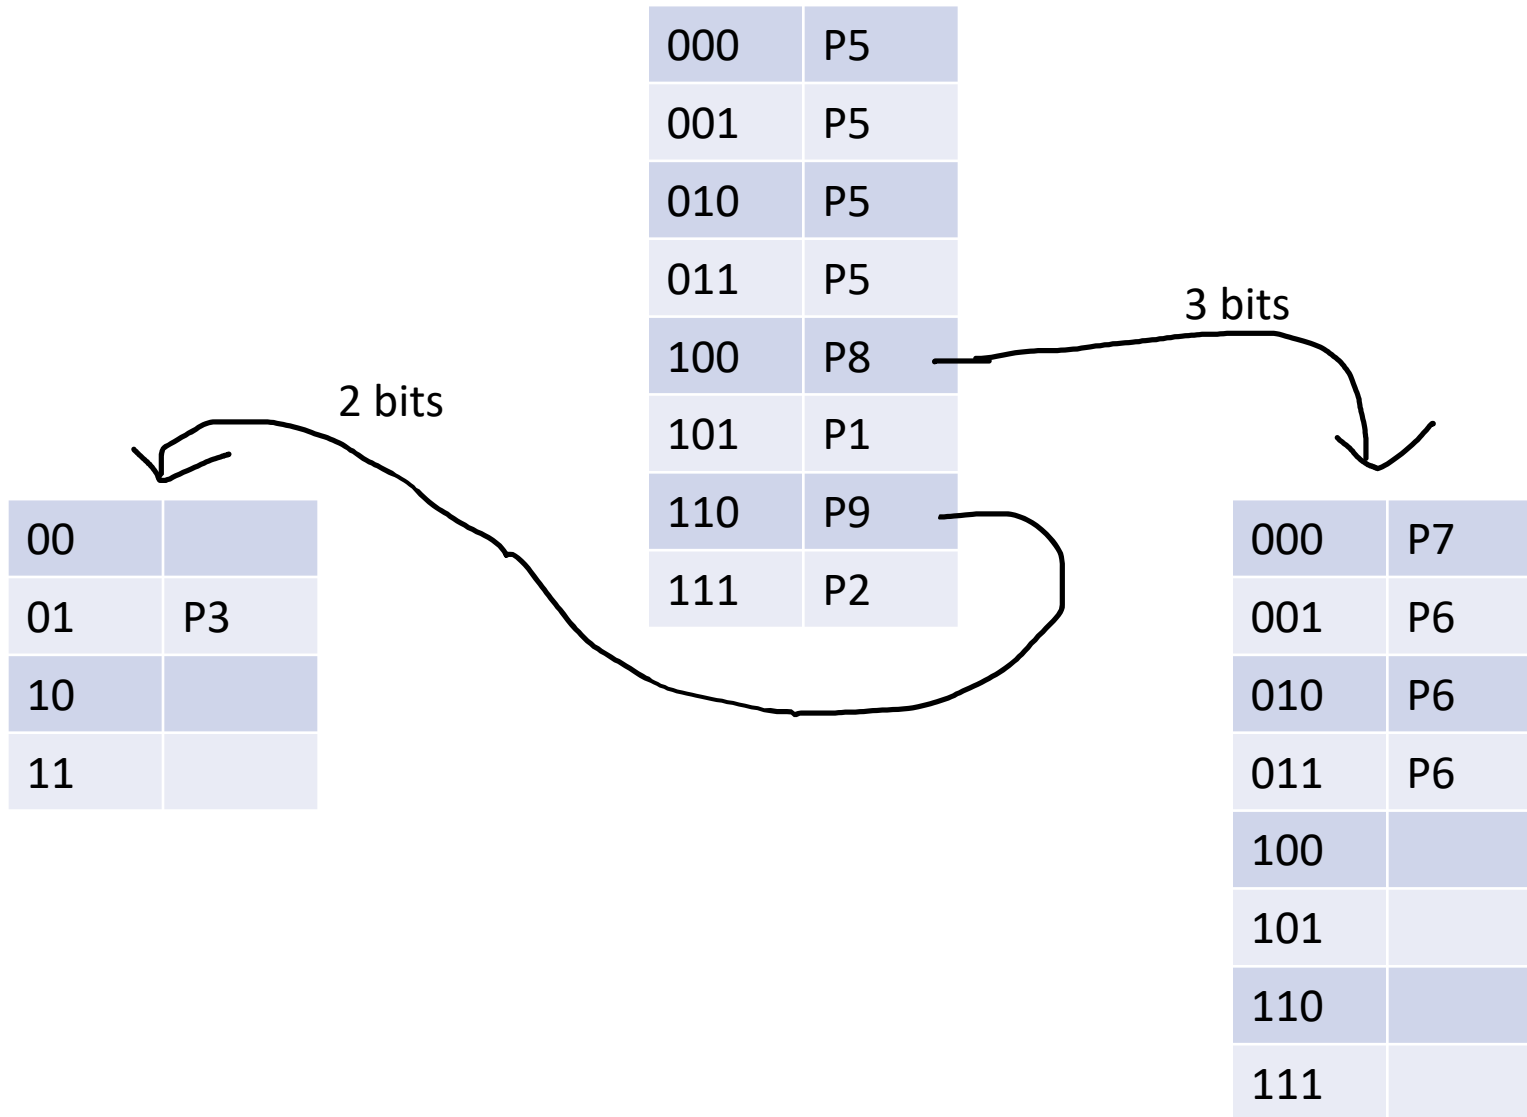 000 P5
001 P5
010 P5
011 P5
100 P8
101 P1
110 P9
111 P2
3 bits
2 bits
00
01 P3
10
11
000 P7
001 P6
010 P6
011 P6
100
101
110
111